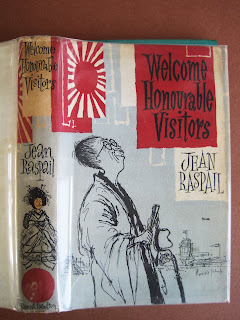 Welcome
Honourable
Visitors
Jean
Raspail
Welcome
Honourable
Visitors
JEAN
RASPAIL